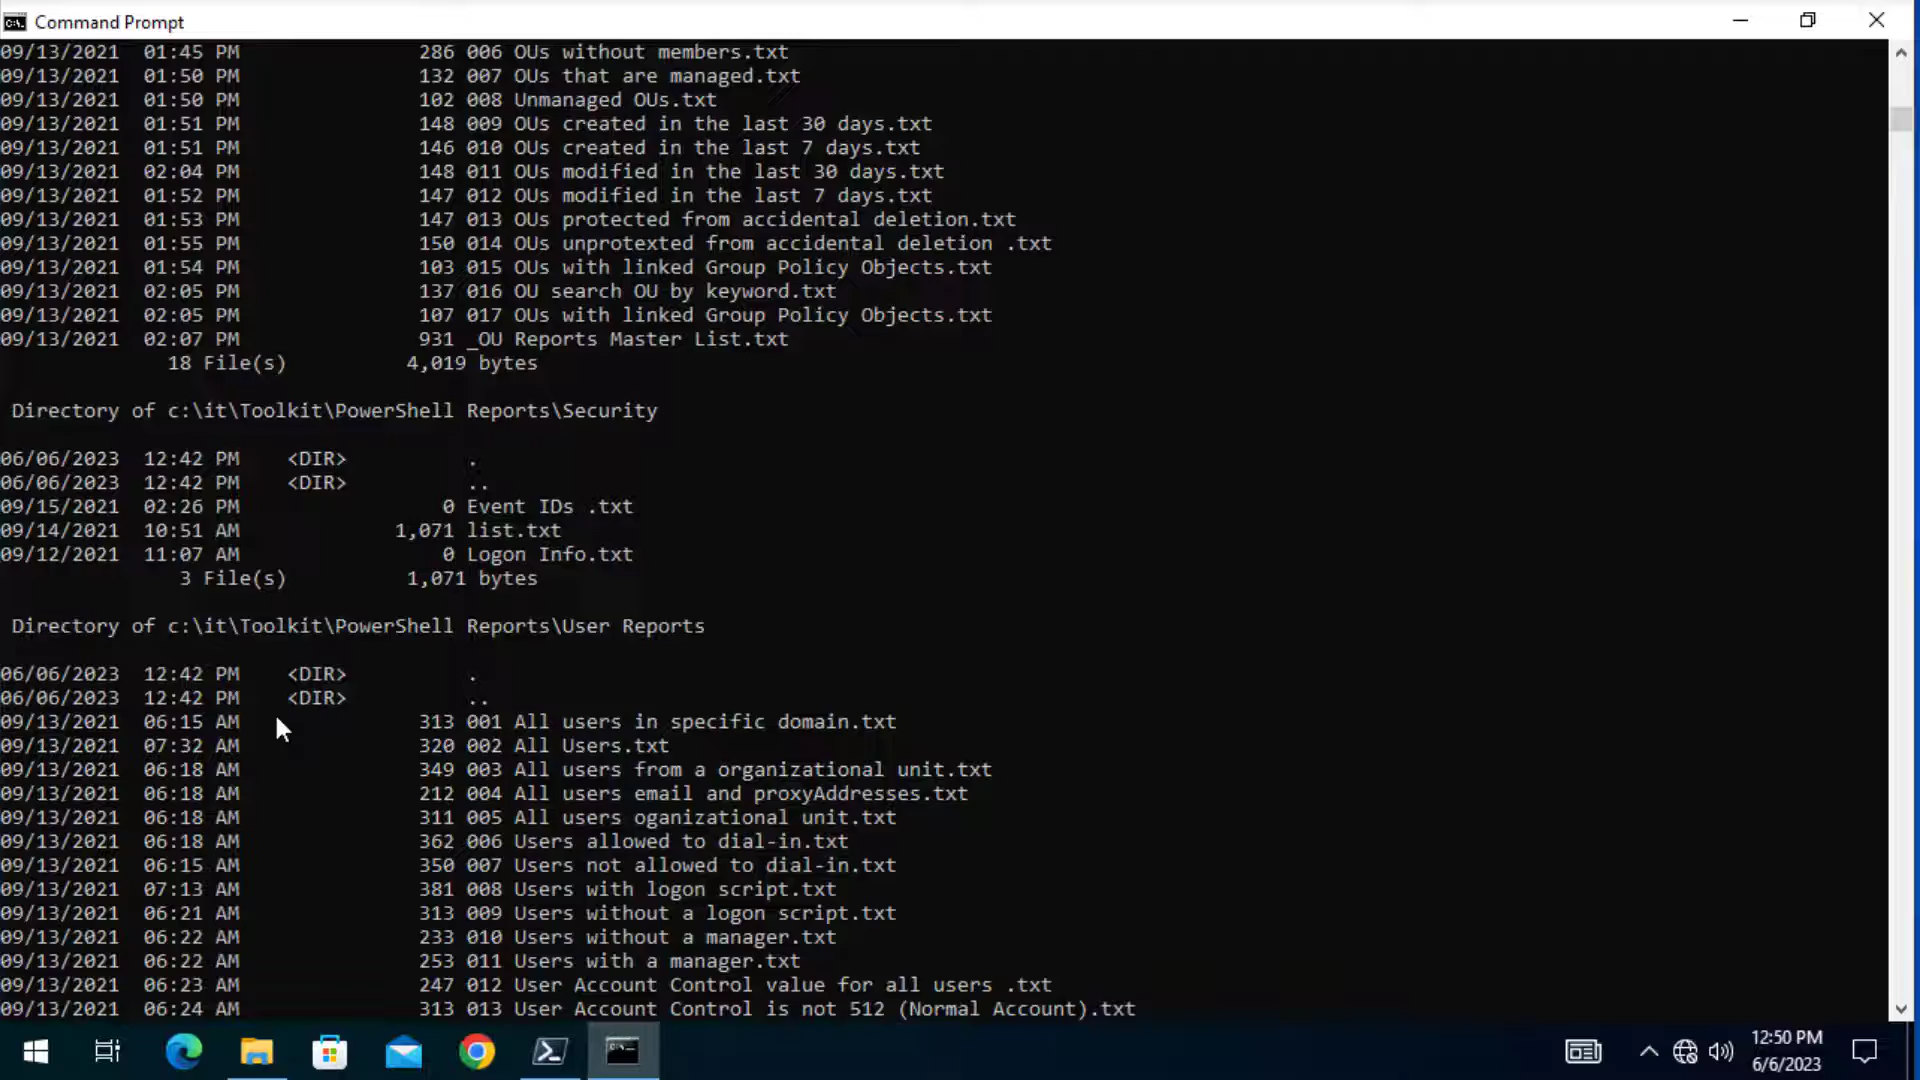 Command Prompt
09/13/2021  01:45 PM               286 006 OUs without members.txt
09/13/2021  01:50 PM               132 007 OUs that are managed.txt
09/13/2021  01:50 PM               102 008 Unmanaged OUs.txt
09/13/2021  01:51 PM               148 009 OUs created in the last 30 days.txt
09/13/2021  01:51 PM               146 010 OUs created in the last 7 days.txt
09/13/2021  02:04 PM               148 011 OUs modified in the last 30 days.txt
09/13/2021  01:52 PM               147 012 OUs modified in the last 7 days.txt
09/13/2021  01:53 PM               147 013 OUs protected from accidental deletion.txt
09/13/2021  01:55 PM               150 014 OUs unprotexted from accidental deletion .txt
09/13/2021  01:54 PM               103 015 OUs with linked Group Policy Objects.txt
09/13/2021  02:05 PM               137 016 OU search OU by keyword.txt
09/13/2021  02:05 PM               107 017 OUs with linked Group Policy Objects.txt
09/13/2021  02:07 PM               931 _OU Reports Master List.txt
              18 File(s)          4,019 bytes
 Directory of c:\it\Toolkit\PowerShell Reports\Security
06/06/2023  12:42 PM    <DIR>          .
06/06/2023  12:42 PM    <DIR>          ..
09/15/2021  02:26 PM                 0 Event IDs .txt
09/14/2021  10:51 AM             1,071 list.txt
09/12/2021  11:07 AM                 0 Logon Info.txt
               3 File(s)          1,071 bytes
 Directory of c:\it\Toolkit\PowerShell Reports\User Reports
06/06/2023  12:42 PM    <DIR>          .
06/06/2023  12:42 PM    <DIR>          ..
09/13/2021  06:15 AM               313 001 All users in specific domain.txt
09/13/2021  07:32 AM               320 002 All Users.txt
09/13/2021  06:18 AM               349 003 All users from a organizational unit.txt
09/13/2021  06:18 AM               212 004 All users email and proxyAddresses.txt
09/13/2021  06:18 AM               311 005 All users oganizational unit.txt
09/13/2021  06:18 AM               362 006 Users allowed to dial-in.txt
09/13/2021  06:15 AM               350 007 Users not allowed to dial-in.txt
09/13/2021  07:13 AM               381 008 Users with logon script.txt
09/13/2021  06:21 AM               313 009 Users without a logon script.txt
09/13/2021  06:22 AM               233 010 Users without a manager.txt
09/13/2021  06:22 AM               253 011 Users with a manager.txt
09/13/2021  06:23 AM               247 012 User Account Control value for all users .txt
09/13/2021  06:24 AM               313 013 User Account Control is not 512 (Normal Account).txt
12:50 PM
6/6/2023